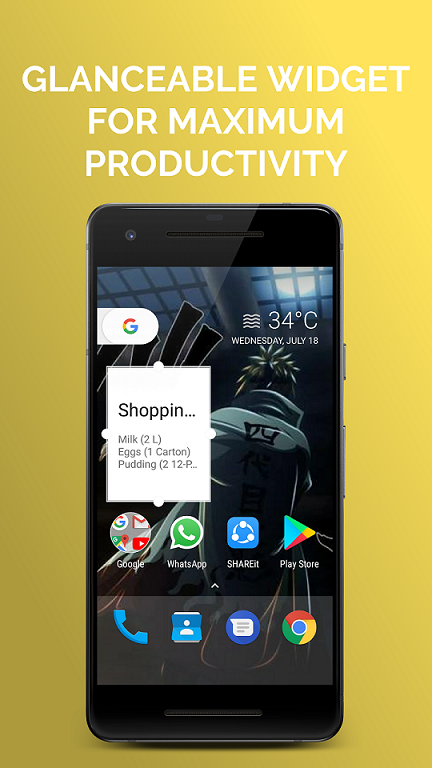 GLANCEABLE WIDGET
FOR MAXIMUM
PRODUCTIVITY
G
34°C
WEDNESDAY, JULY 18
Shoppin...
Milk (2 L)
Eggs (1 Carton)
Pudding (2 12-P...
四代目
Google
WhatsApp
SHAREit
Play Store